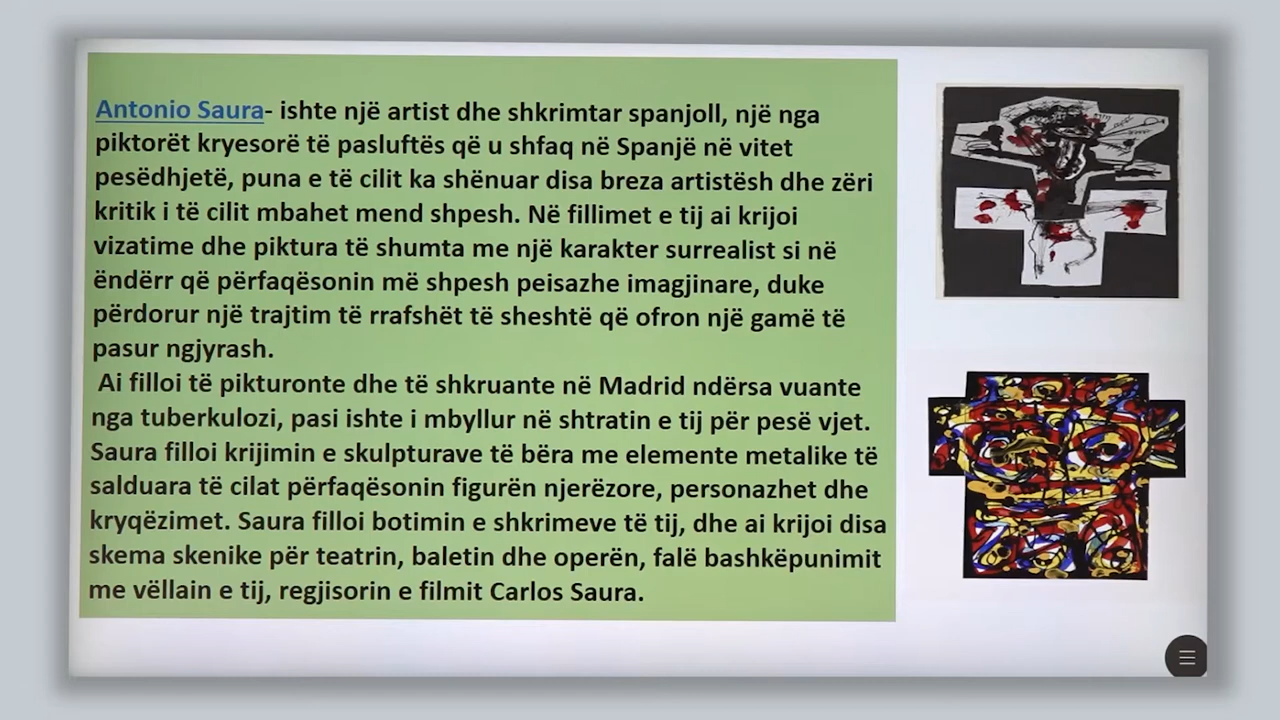 Antonio Saura- ishte një artist dhe shkrimtar spanjoll, një nga
piktorët kryesorë të pasluftës që u shfaq në Spanjë në vitet
pesëdhjetë, puna e të cilit ka shënuar disa breza artistësh dhe zëri
kritik i të cilit mbahet mend shpesh. Në fillimet e tij ai krijoi
vizatime dhe piktura të shumta me një karakter surrealist si në
ëndërr që përfaqësonin më shpesh peisazhe imagjinare, duke
përdorur një trajtim të rrafshët të sheshtë që ofron një gamë të
pasur ngjyrash.
Ai filloi të pikturonte dhe të shkruante në Madrid ndërsa vuante
nga tuberkulozi, pasi ishte i mbyllur në shtratin e tij për pesë vjet.
Saura filloi krijimin e skulpturave të bëra me elemente metalike të
salduara të cilat përfaqësonin figurën njerëzore, personazhet dhe
kryqëzimet. Saura filloi botimin e shkrimeve të tij, dhe ai krijoi disa
skema skenike për teatrin, baletin dhe operën, falë bashkëpunimit
me vëllain e tij, regjisorin e filmit Carlos Saura.